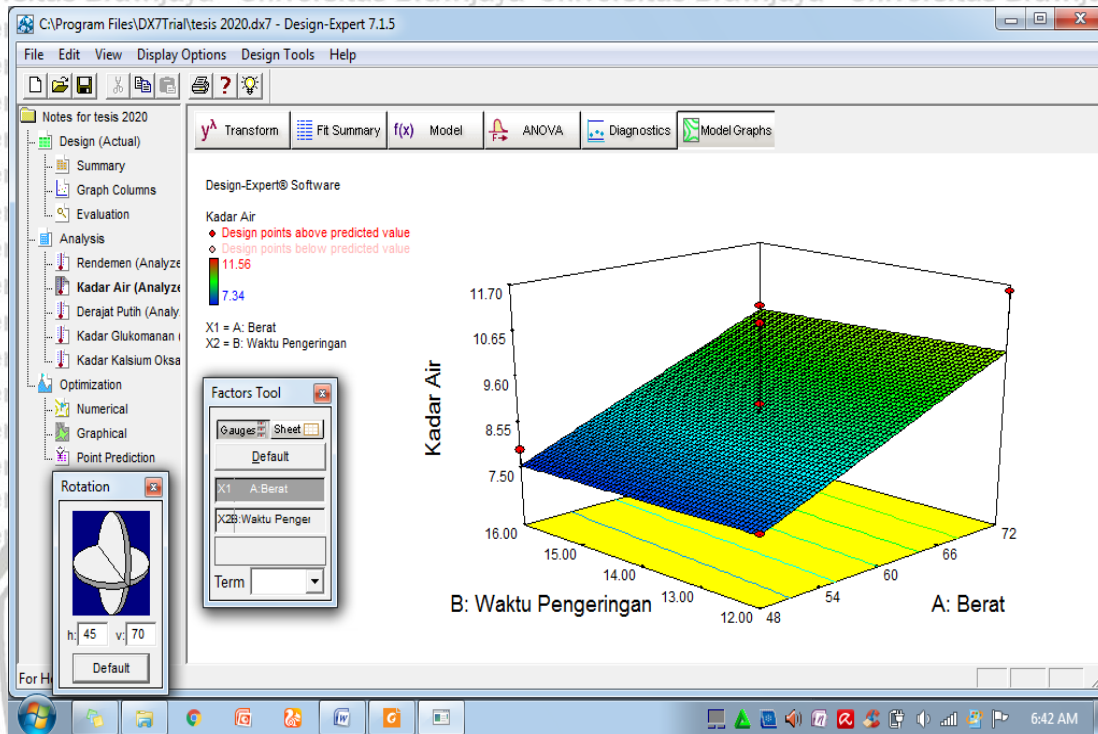 C:\Program Files\DX7Trial\tesis 2020.dx7 - Design-Expert 7.1.5
File Edit View Display Options Design Tools Help
Notes for tesis 2020
Design (Actual)
Summary
Graph Columns
Evaluation
Analysis
Rendemen (Analyze
Kadar Air (Analyze
Derajat Putih (Analy
Kadar Glukomanan (
Kadar Kalsium Oksa
Optimization
Numerical
Graphical
Point Prediction
Rotation
h: 45 v: 70
Default
For H
yλ Transform Fit Summary f(x) Model ANOVA Diagnostics Model Graphs
Design-Expert® Software
Kadar Air
Design points above predicted value
Design points below predicted value
11.56
7.34
X1 = A: Berat
X2 = B: Waktu Pengeringan
Factors Tool
Gauges Sheet
Default
X1 A:Berat
X2B:Waktu Penger
Term
Kadar Air
11.70
10.65
9.60
8.55
7.50
16.00
15.00
14.00
13.00
12.00
B: Waktu Pengeringan
48
54
60
66
72
A: Berat
6:42 AM